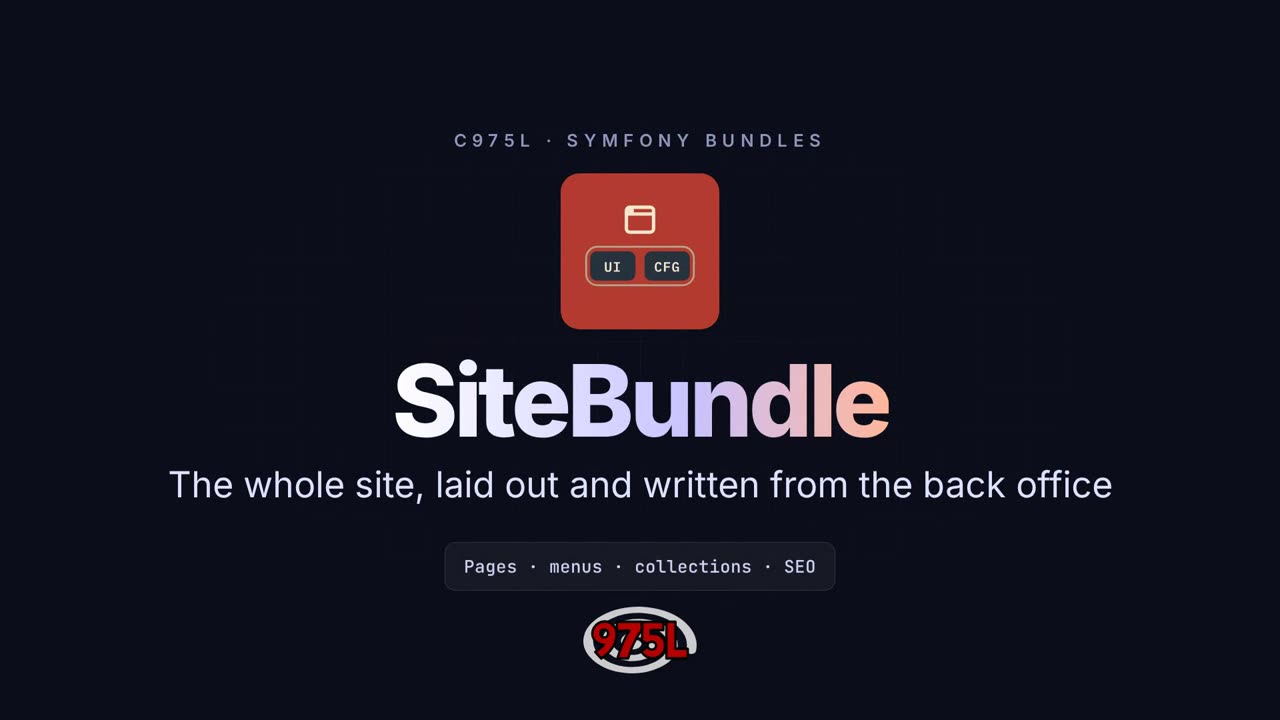 C975L · SYMFONY BUNDLES
UI CFG
SiteBundle
The whole site, laid out and written from the back office
Pages · menus · collections · SEO
975L